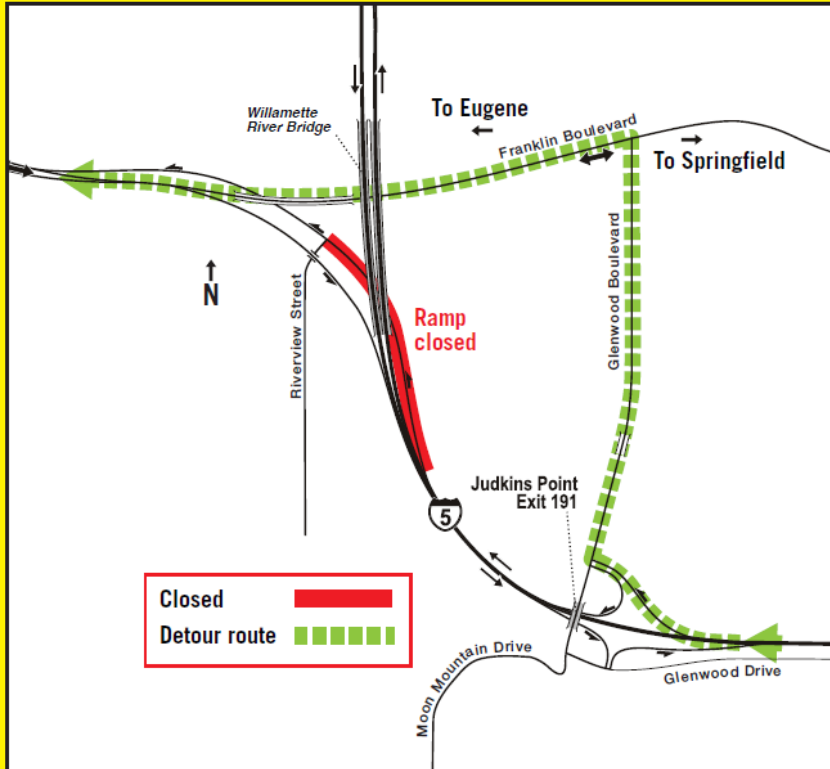 To Eugene
Willamette
River Bridge
Franklin Boulevard
To Springfield
N
Riverview Street
Ramp
closed
Glenwood Boulevard
Judkins Point
Exit 191
5
Closed
Detour route
Moon Mountain Drive
Glenwood Drive